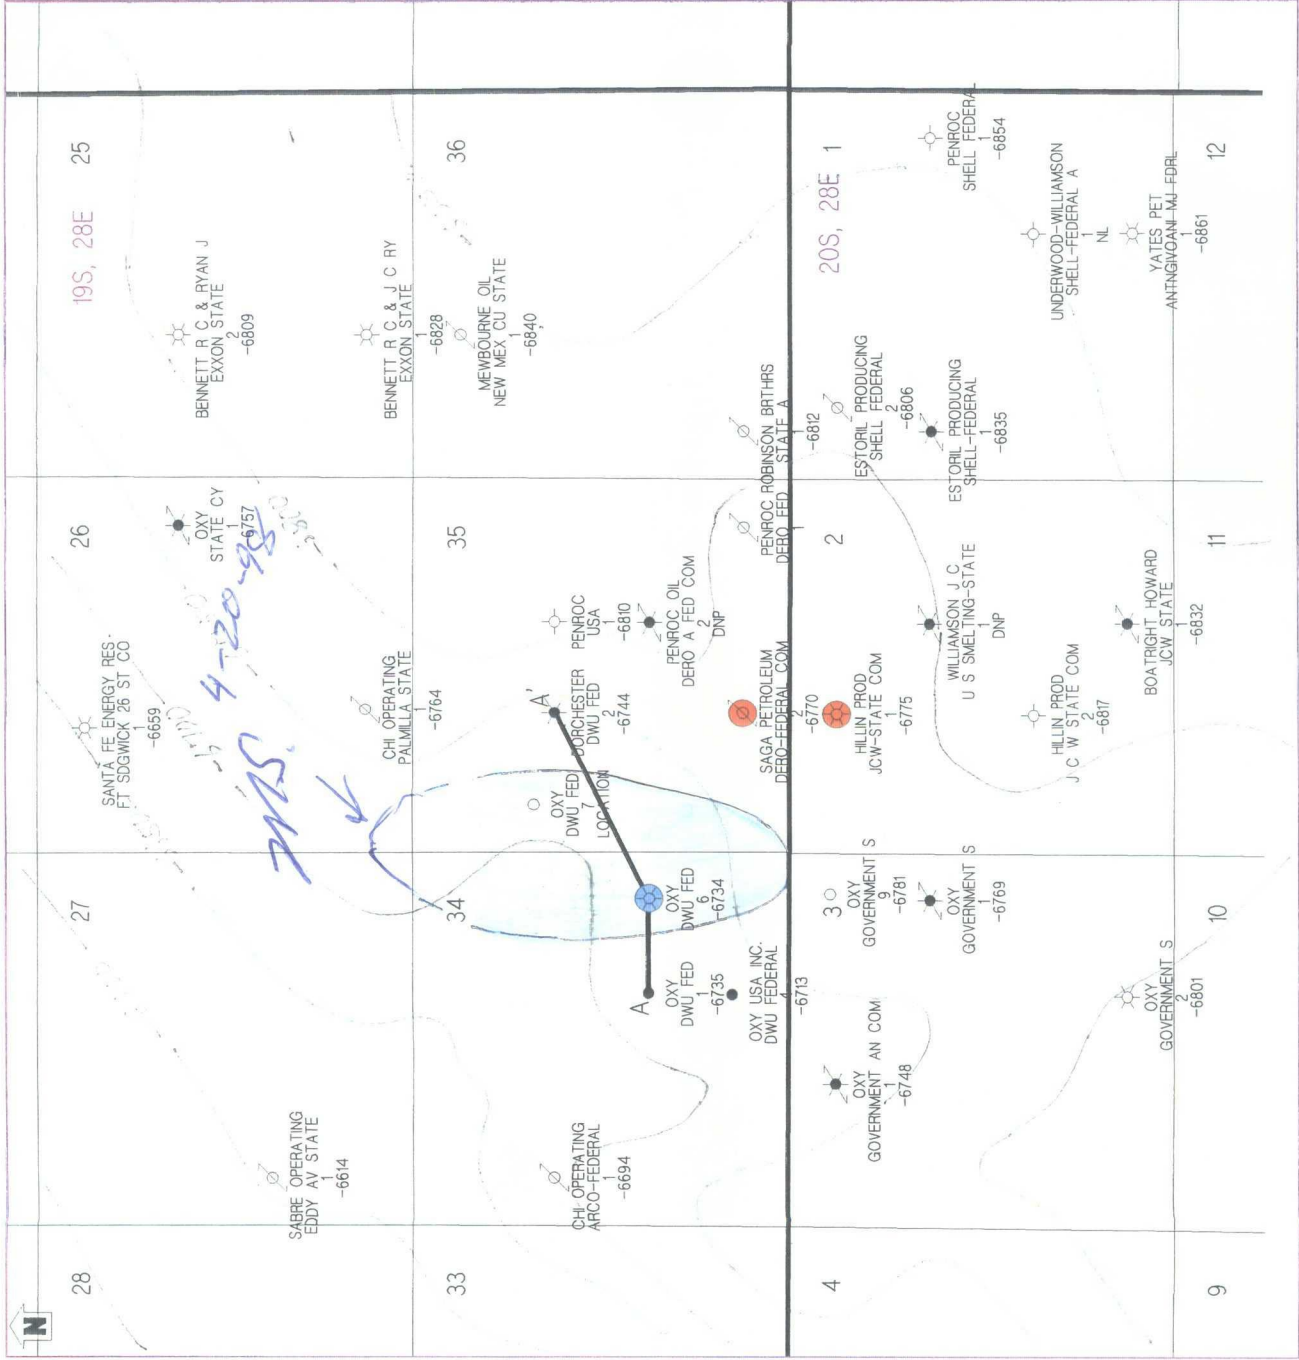 N
28
27
26
25
19S, 28E
SANTA FE ENERGY RES.
FT SDGWICK 26 ST CO
1
-6659
OXY
STATE CY
1
-6757
BENNETT R C & RYAN J
EXXON STATE
2
-6809
SABRE OPERATING
EDDY AV STATE
1
-6614
4-20-95
CHI OPERATING
PALMILLA STATE
1
-6764
BENNETT R C & J C RY
EXXON STATE
1
-6828
33
34
35
36
MEWBOURNE OIL
NEW MEX CU STATE
1
-6840
CHI OPERATING
ARCO-FEDERAL
1
-6694
OXY
DWU FED
7
LOCATION
A'
DORCHESTER
DWU FED
2
-6744
PENROC
USA
1
-6810
A
OXY
DWU FED
1
-6735
OXY
DWU FED
6
-6734
PENROC OIL
DERO A FED COM
2
DNP
OXY USA INC.
DWU FEDERAL
4
-6713
SAGA PETROLEUM
DERO-FEDERAL COM
2
-6770
PENROC
DERO FED
1
ROBINSON BRTHRS
STATE A
1
-6812
4
3
2
1
20S, 28E
OXY
GOVERNMENT AN COM
1
-6748
OXY
GOVERNMENT S
9
-6781
HILLIN PROD
JCW-STATE COM
1
-6775
ESTORIL PRODUCING
SHELL FEDERAL
2
-6806
OXY
GOVERNMENT S
1
-6769
WILLIAMSON J C
U S SMELTING-STATE
1
DNP
ESTORIL PRODUCING
SHELL-FEDERAL
1
-6835
PENROC
SHELL FEDERAL
1
-6854
HILLIN PROD
J C W STATE COM
2
-6817
UNDERWOOD-WILLIAMSON
SHELL-FEDERAL A
1
NL
OXY
GOVERNMENT S
2
-6801
BOATRIGHT HOWARD
JCW STATE
1
-6832
YATES PET
ANTNGIVOANI MJ FDRL
1
-6861
9
10
11
12